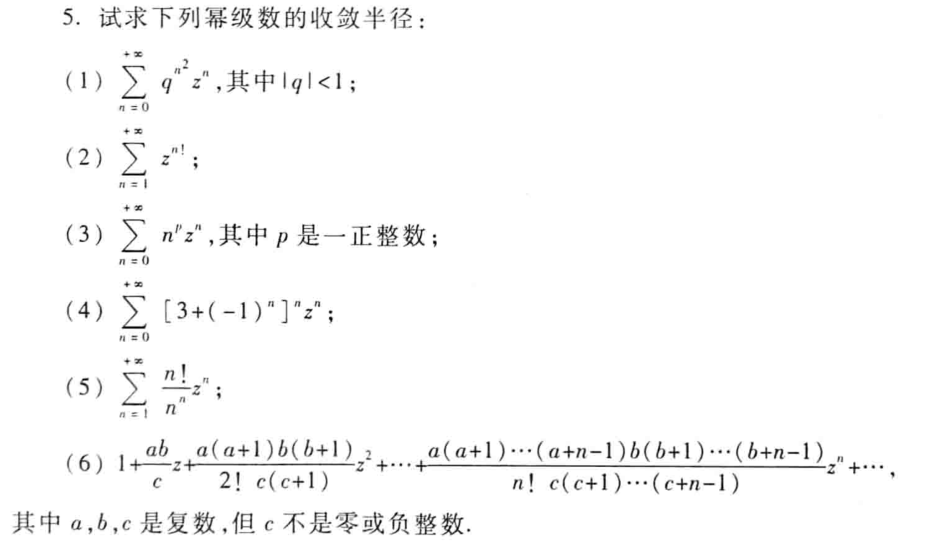 5. 试求下列幂级数的收敛半径:
(1) $\sum_{n=0}^{+\infty} q^{n^2} z^n$,其中|q|<1;
(2) $\sum_{n=1}^{+\infty} z^{n!}$;
(3) $\sum_{n=0}^{+\infty} n^p z^n$,其中 p 是一正整数;
(4) $\sum_{n=0}^{+\infty} [3+(-1)^n]^n z^n$;
(5) $\sum_{n=1}^{+\infty} \frac{n!}{n^n} z^n$;
(6) $1+\frac{ab}{c}z+\frac{a(a+1)b(b+1)}{2!\ c(c+1)}z^2+\cdots+\frac{a(a+1)\cdots(a+n-1)b(b+1)\cdots(b+n-1)}{n!\ c(c+1)\cdots(c+n-1)}z^n+\cdots$,
其中 a,b,c 是复数,但 c 不是零或负整数.